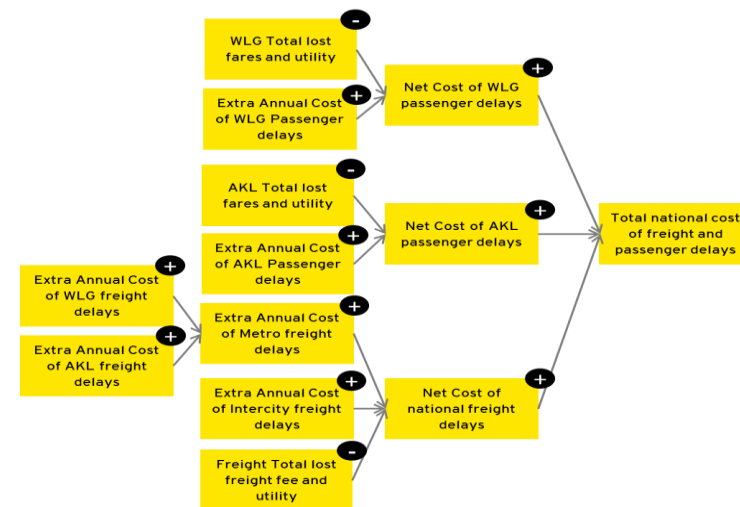 -
WLG Total lost
fares and utility
+
Extra Annual Cost
of WLG Passenger
delays
+
Net Cost of WLG
passenger delays
-
AKL Total lost
fares and utility
+
Extra Annual Cost
of AKL Passenger
delays
+
Net Cost of AKL
passenger delays
Total national cost
of freight and
passenger delays
+
Extra Annual Cost
of WLG freight
delays
+
Extra Annual Cost
of AKL freight
delays
+
Extra Annual Cost
of Metro freight
delays
+
Extra Annual Cost
of Intercity freight
delays
-
Freight Total lost
freight fee and
utility
+
Net Cost of
national freight
delays